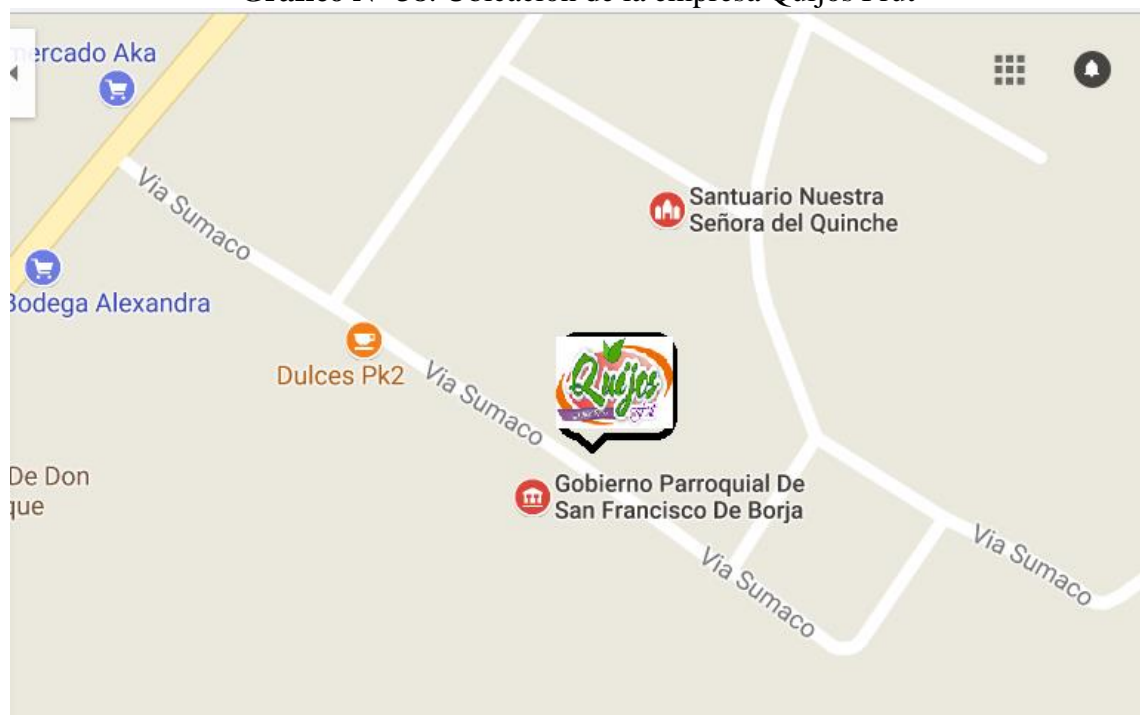 ercado Aka
Via Sumaco
Santuario Nuestra
Señora del Quinche
Bodega Alexandra
Dulces Pk2
Via Sumaco
Quijos
De Don
que
Gobierno Parroquial De
San Francisco De Borja
Via Sumaco
Via Sumaco